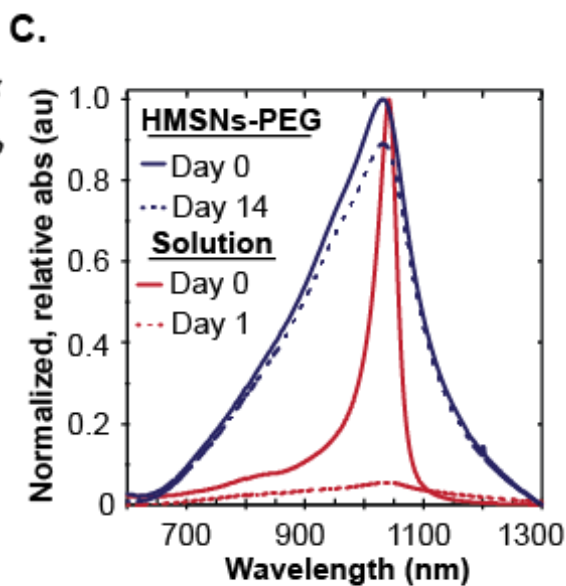 C.
Normalized, relative abs (au)
1.0
0.8
0.6
0.4
0.2
0
HMSNs-PEG
Day 0
Day 14
Solution
Day 0
Day 1
700 900 1100 1300
Wavelength (nm)